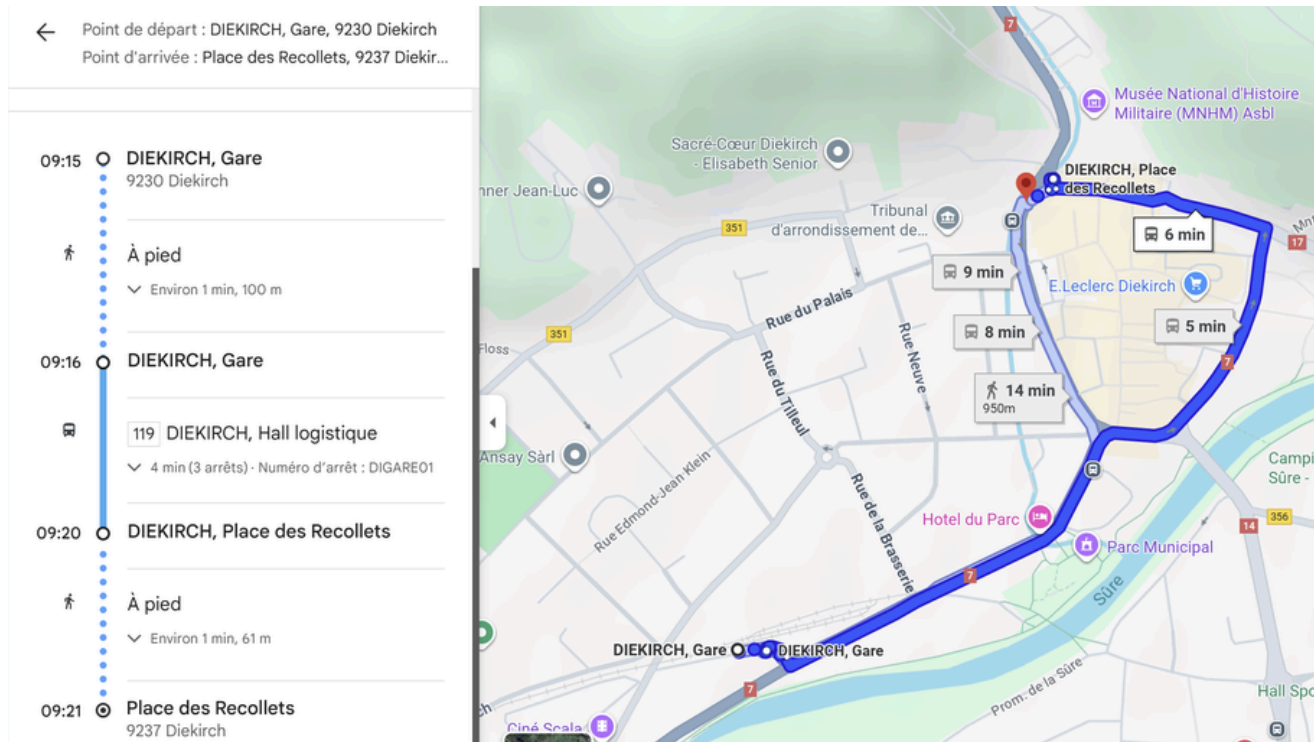 Point de départ : DIEKIRCH, Gare, 9230 Diekirch
Point d'arrivée : Place des Recollets, 9237 Diekir...
09:15
DIEKIRCH, Gare
9230 Diekirch
À pied
Environ 1 min, 100 m
09:16
DIEKIRCH, Gare
119 DIEKIRCH, Hall logistique
4 min (3 arrêts) · Numéro d'arrêt : DIGARE01
09:20
DIEKIRCH, Place des Recollets
À pied
Environ 1 min, 61 m
09:21
Place des Recollets
9237 Diekirch
7
Musée National d'Histoire
Militaire (MNHM) Asbl
Sacré-Cœur Diekirch
- Elisabeth Senior
nner Jean-Luc
DIEKIRCH, Place
des Recollets
Tribunal
d'arrondissement de...
351
6 min
17
9 min
E.Leclerc Diekirch
Rue du Palais
351
Floss
8 min
5 min
Rue Neuve
7
Rue du Tilleul
14 min
950m
Ansay Sàrl
Campi
Sûre -
Rue Edmond-Jean Klein
Rue de la Brasserie
Hotel du Parc
356
14
Parc Municipal
7
Sûre
DIEKIRCH, Gare
DIEKIRCH, Gare
7
Prom. de la Sûre
Hall Spo
ch
Ciné Scala